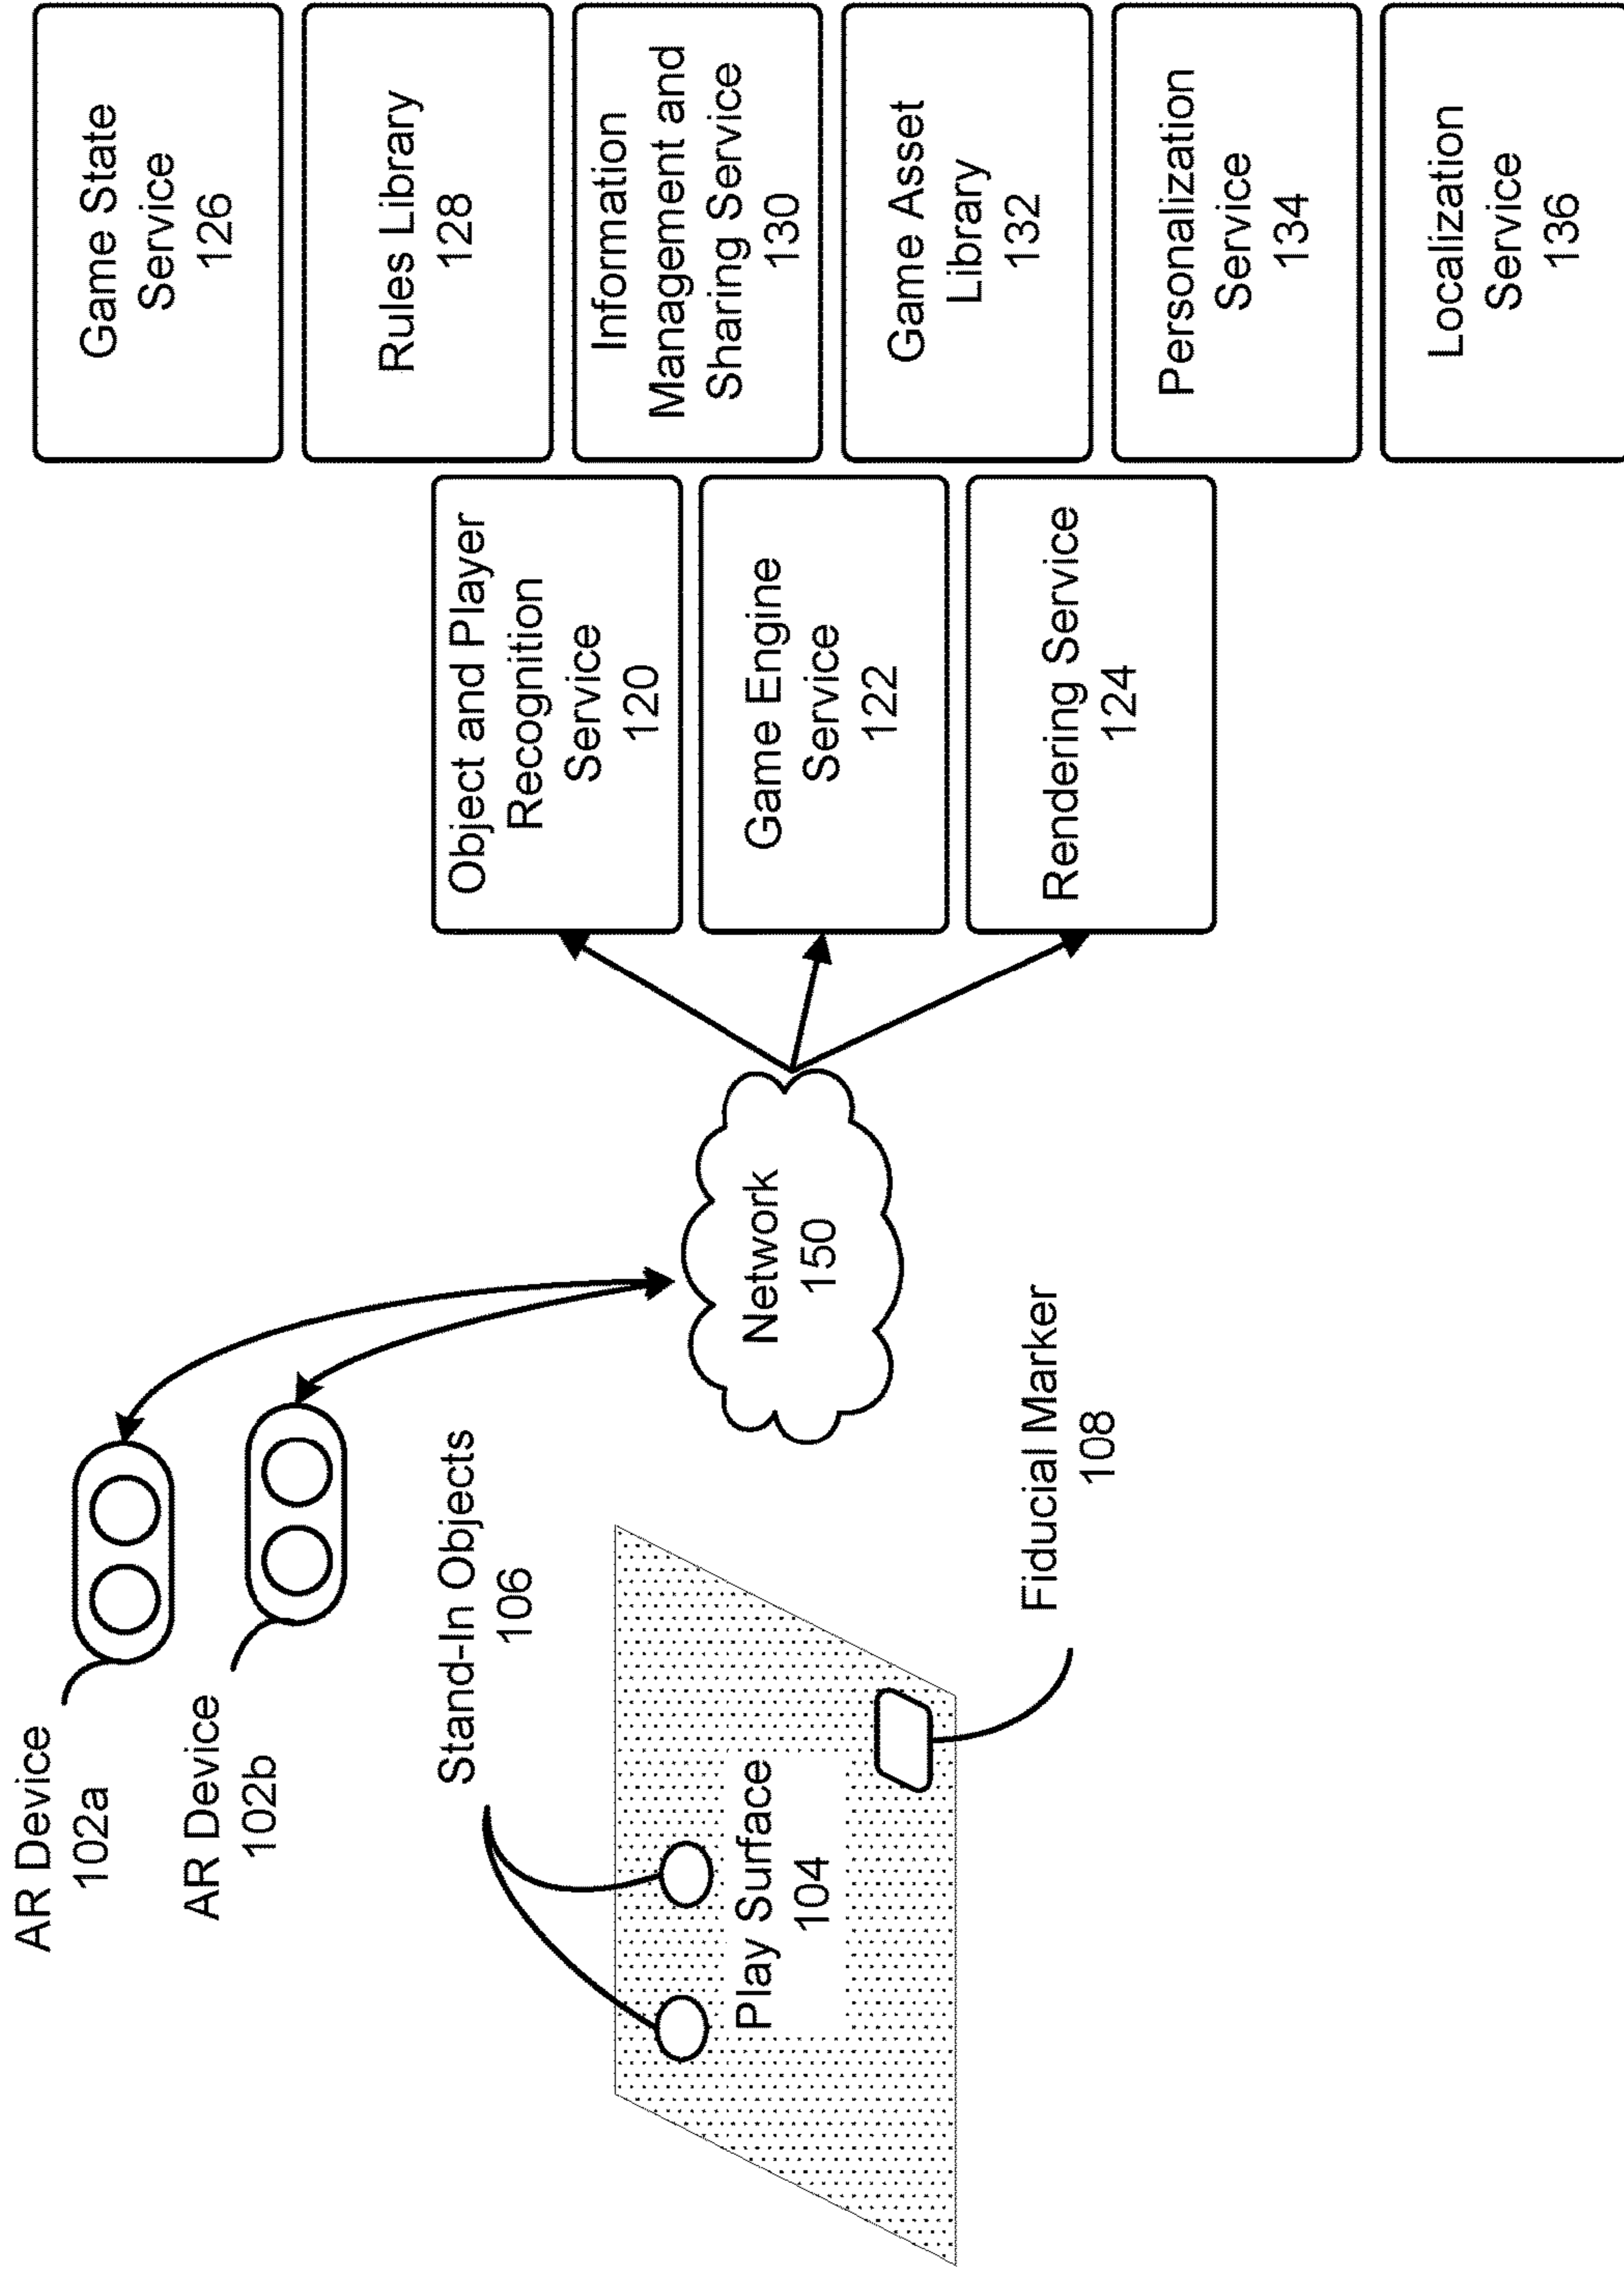 AR Device
102a
AR Device
102b
Stand-In Objects
106
Play Surface
104
Fiducial Marker
108
Network
150
Object and Player
Recognition
Service
120
Game Engine
Service
122
Rendering Service
124
Game State
Service
126
Rules Library
128
Information
Management and
Sharing Service
130
Game Asset
Library
132
Personalization
Service
134
Localization
Service
136